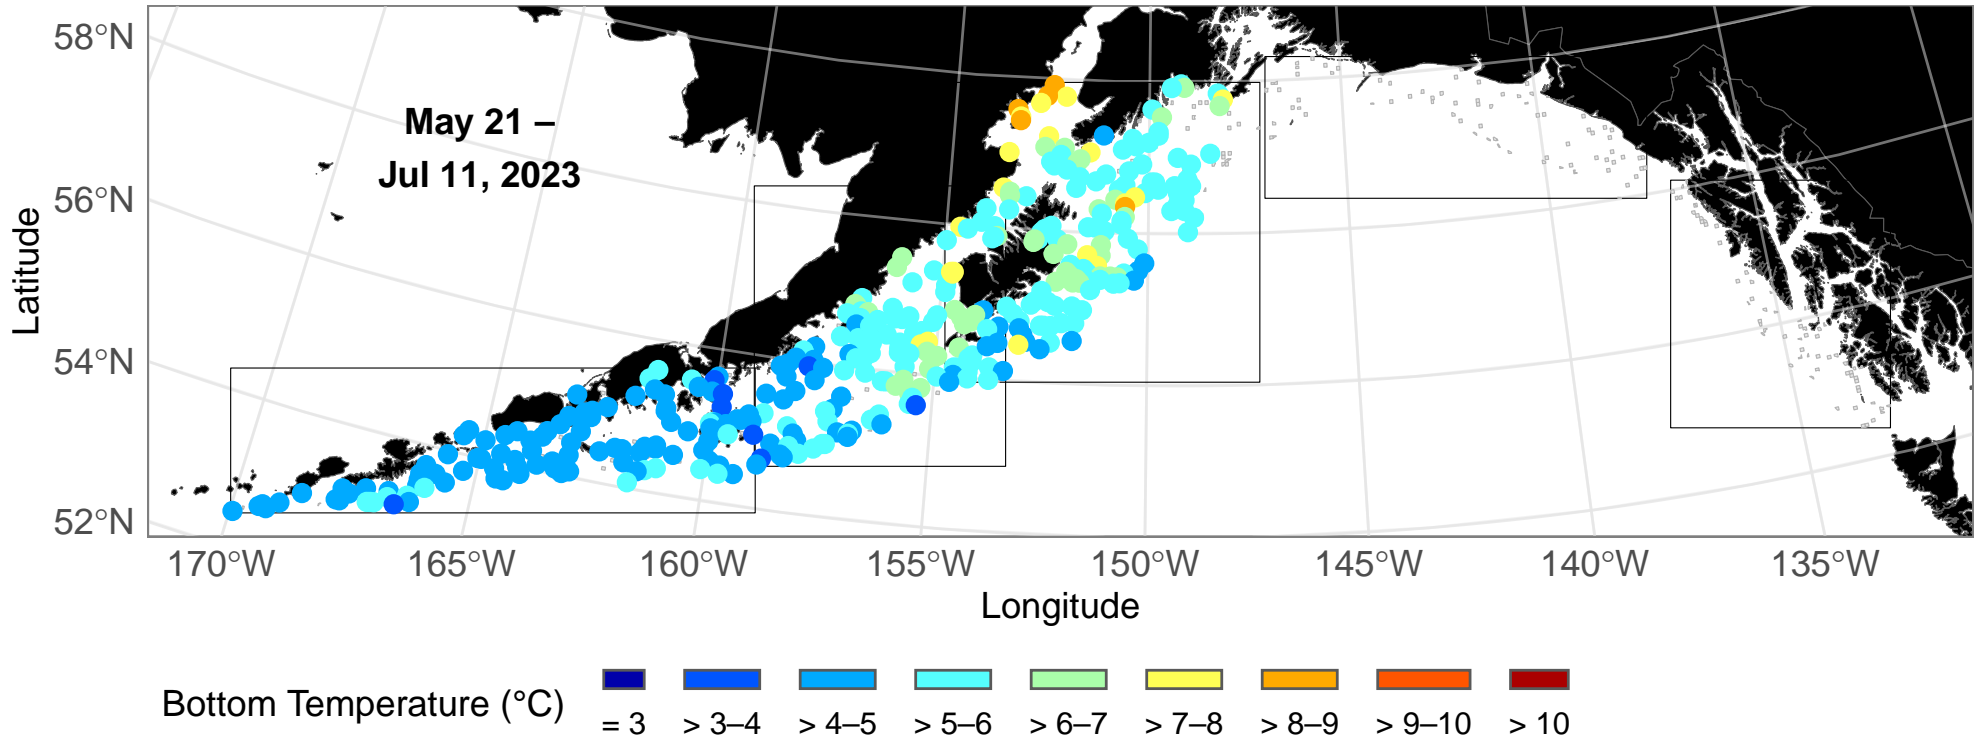 58°N
56°N
54°N
52°N
Latitude
May 21 –
Jul 11, 2023
170°W 165°W 160°W 155°W 150°W 145°W 140°W 135°W
Longitude
Bottom Temperature (°C)
= 3 > 3–4 > 4–5 > 5–6 > 6–7 > 7–8 > 8–9 > 9–10 > 10